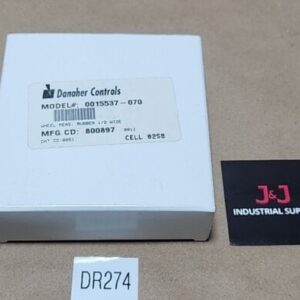 Danaher Controls
MODEL#: 0015537-070
WHEEL MEAS. RUBBER 1/2 WIDE
MFG CD: 800897 0011
CELL 0258
J&J
INDUSTRIAL SUP
DR274